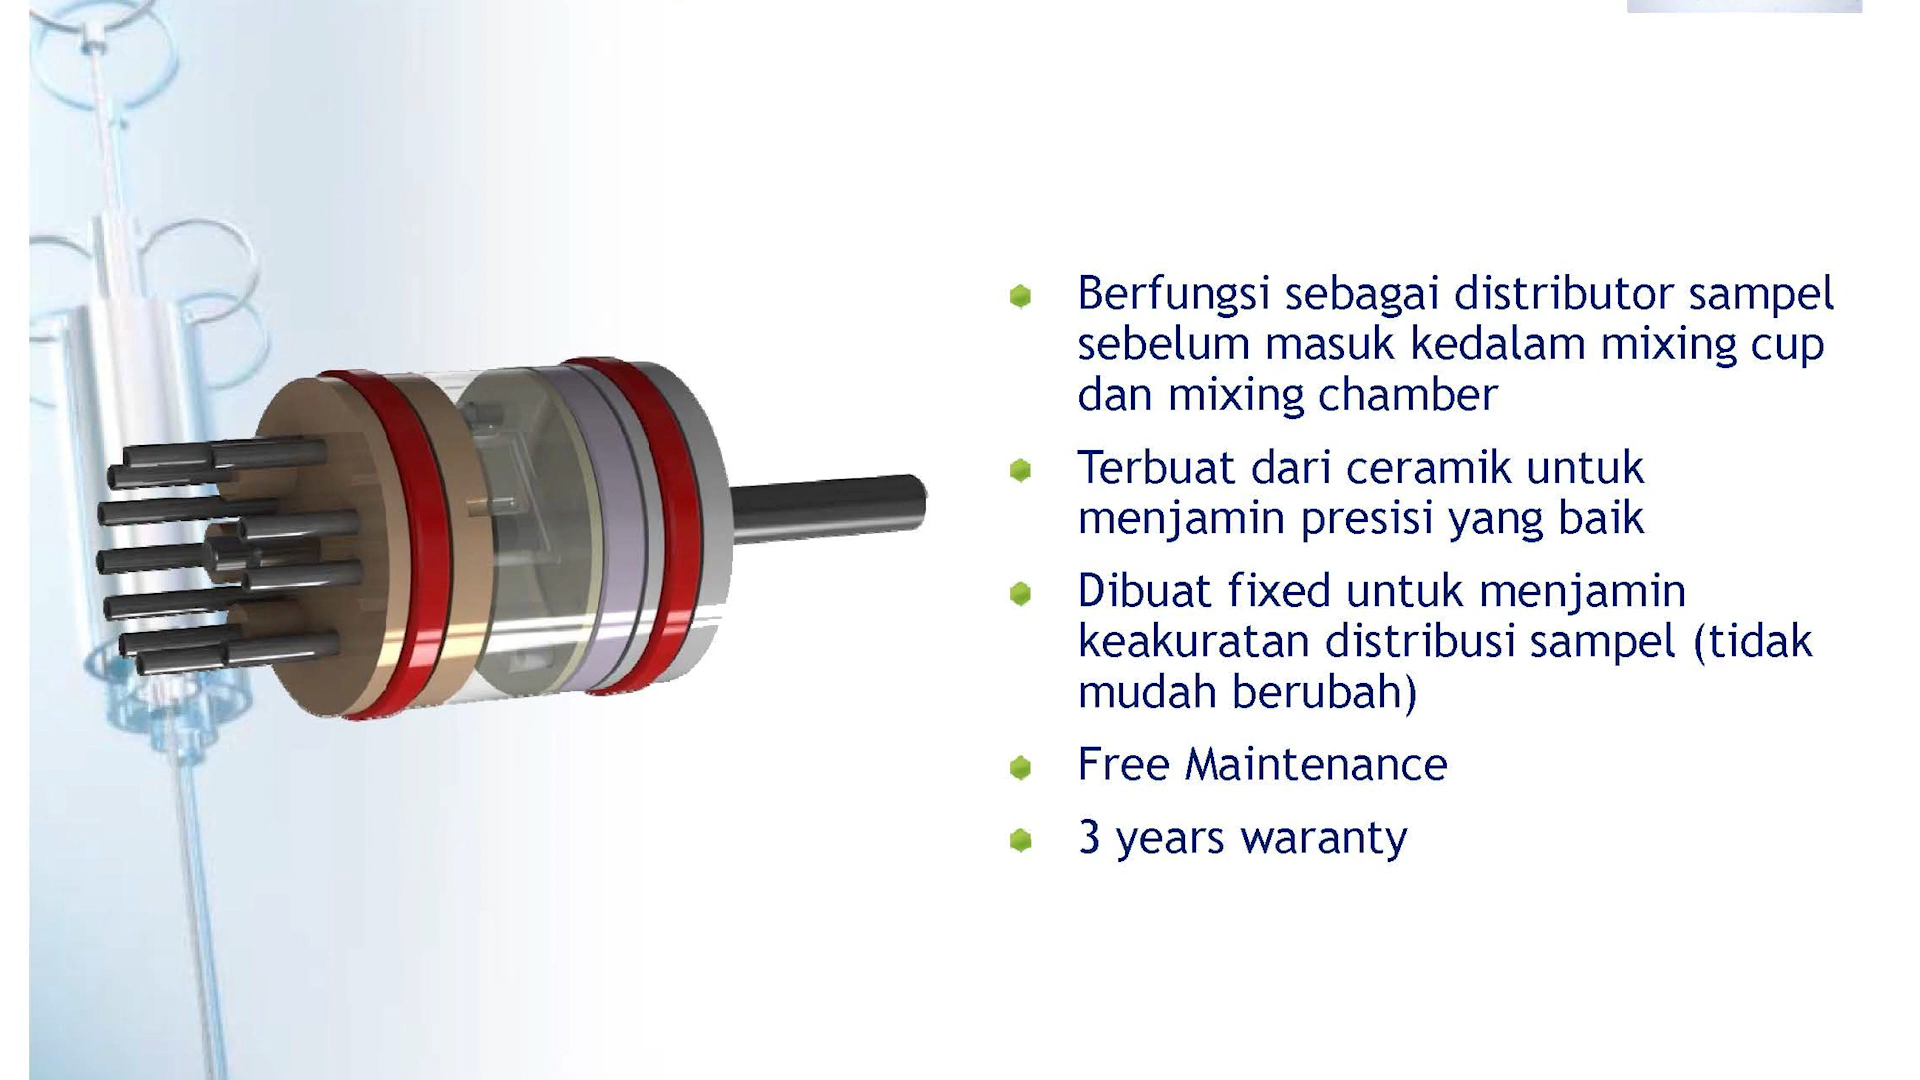 Berfungsi sebagai distributor sampel
sebelum masuk kedalam mixing cup
dan mixing chamber
Terbuat dari ceramik untuk
menjamin presisi yang baik
Dibuat fixed untuk menjamin
keakuratan distribusi sampel (tidak
mudah berubah)
Free Maintenance
3 years waranty